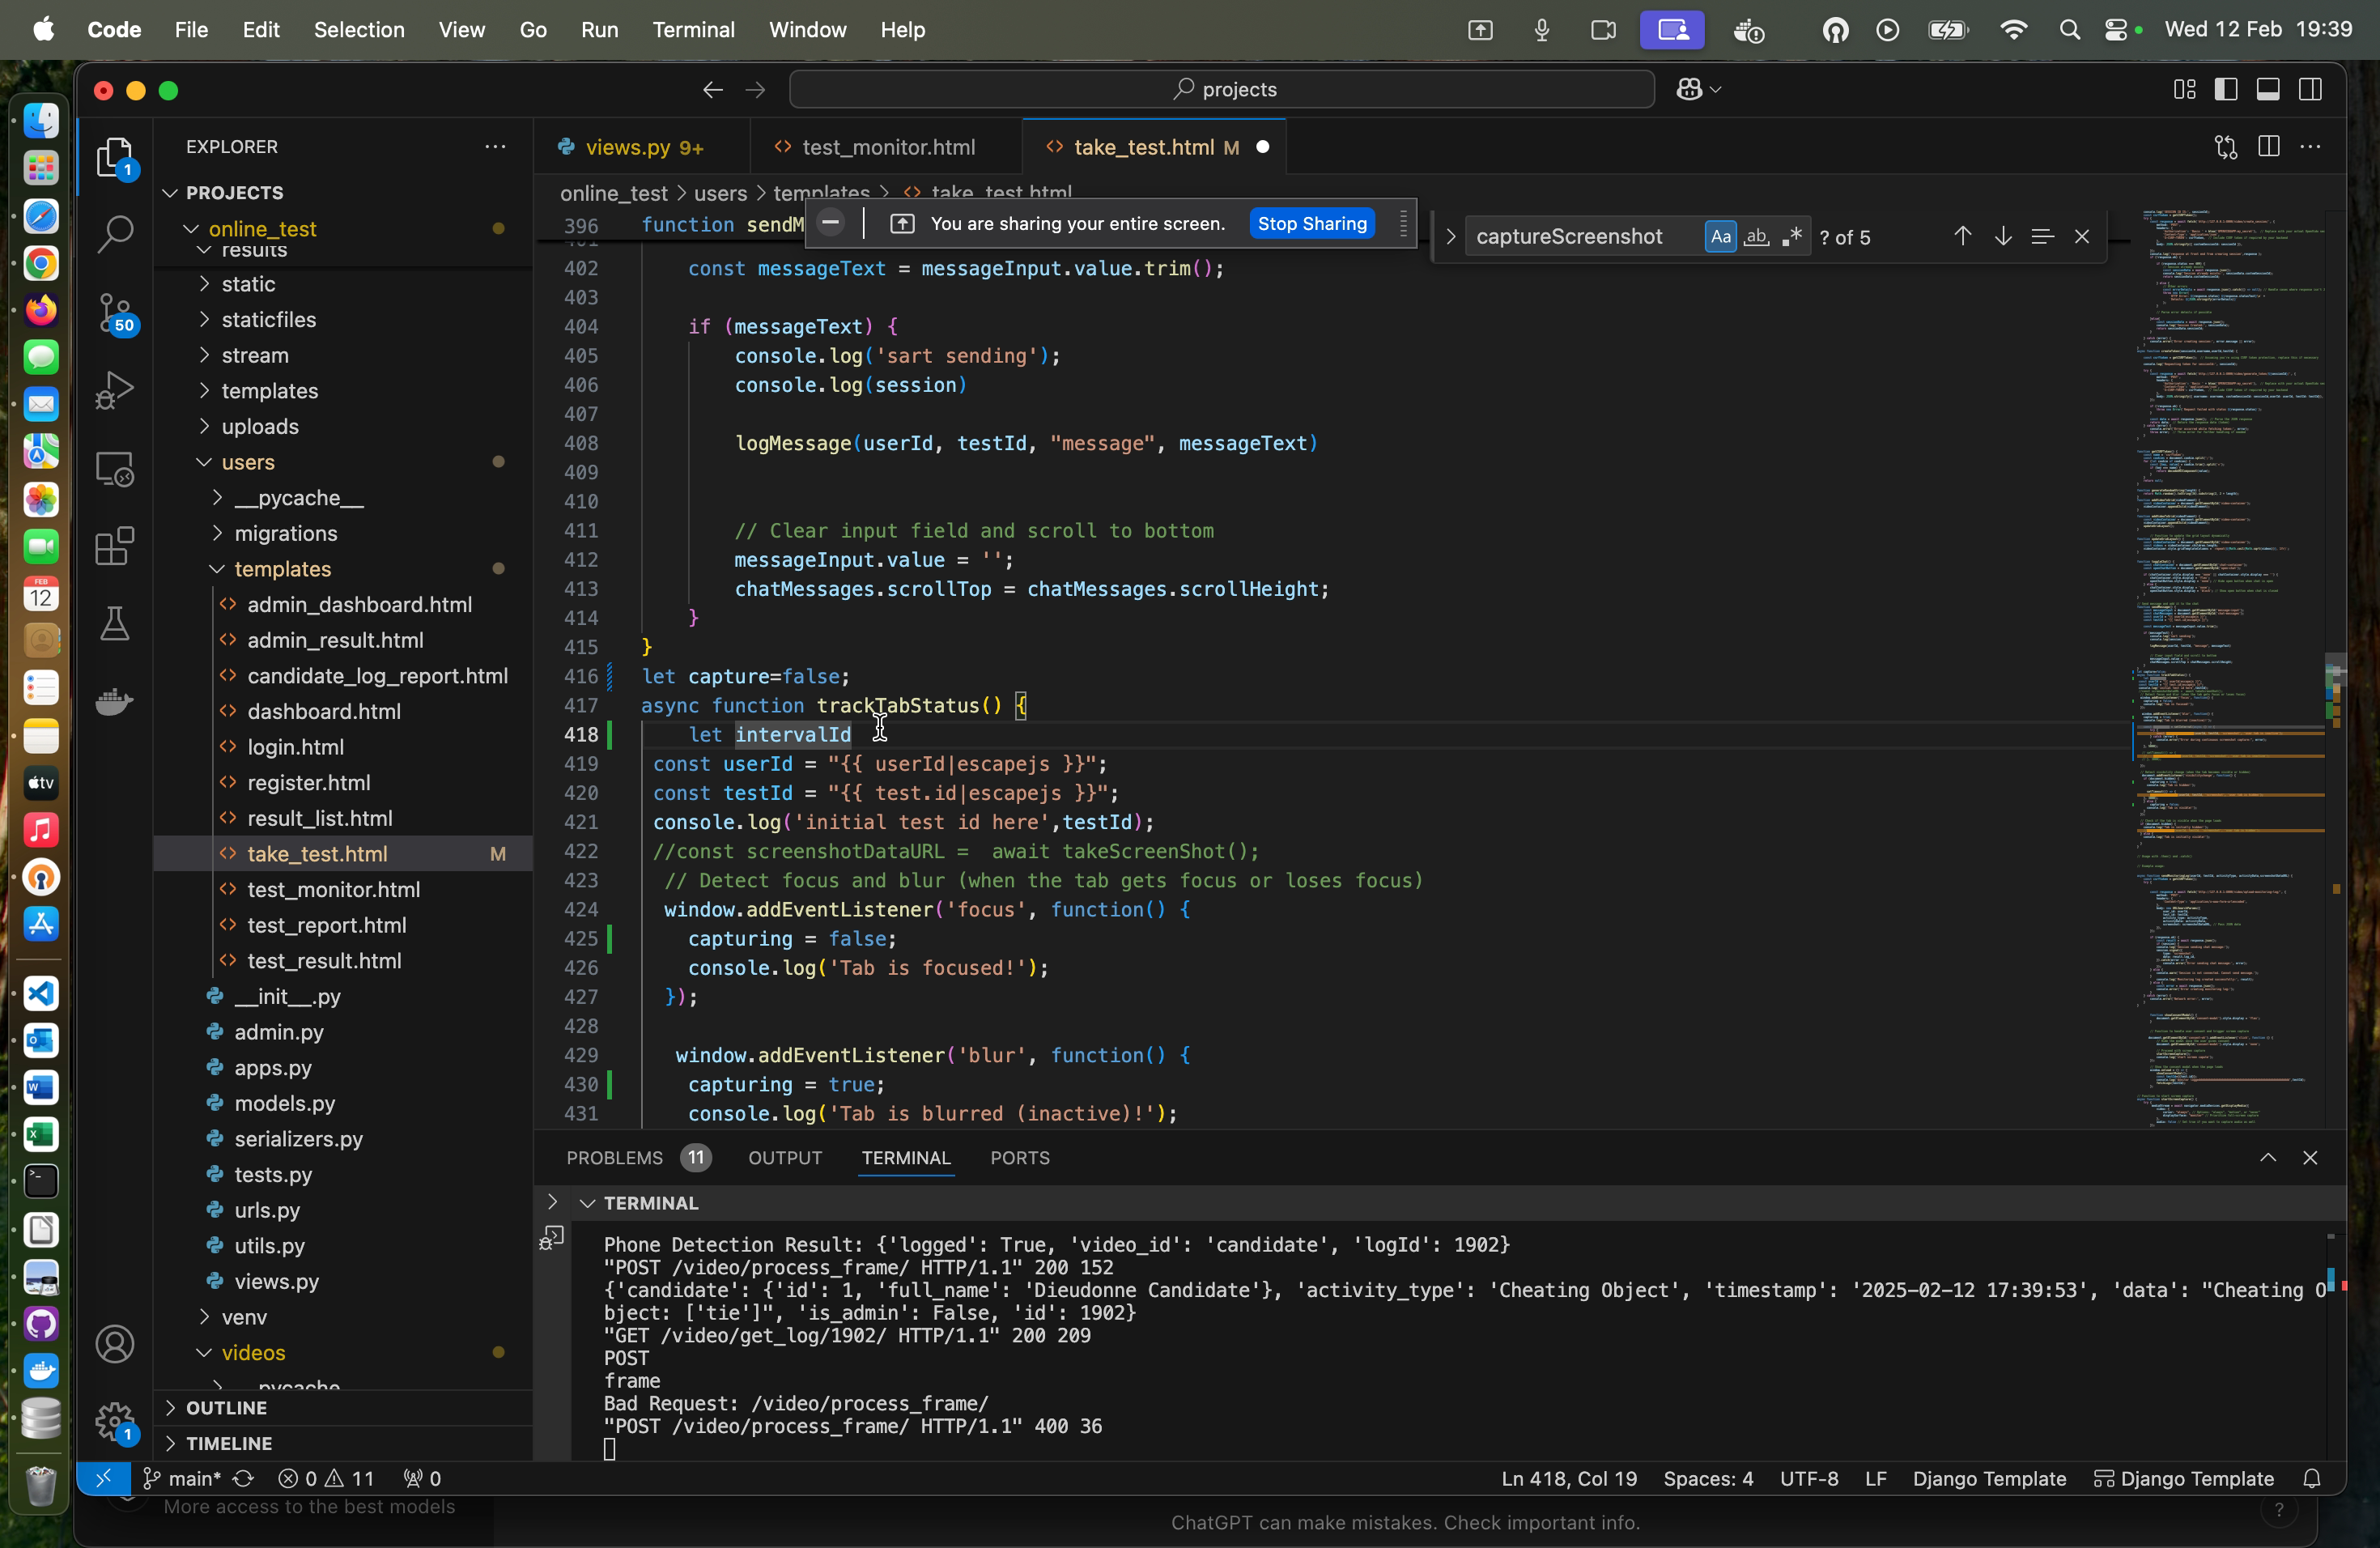 Code File Edit Selection View Go Run Terminal Window Help Wed 12 Feb 19:39
projects
EXPLORER
PROJECTS
online_test
results
static
staticfiles
stream
templates
uploads
users
__pycache__
migrations
templates
admin_dashboard.html
admin_result.html
candidate_log_report.html
dashboard.html
login.html
register.html
result_list.html
take_test.html M
test_monitor.html
test_report.html
test_result.html
__init__.py
admin.py
apps.py
models.py
serializers.py
tests.py
urls.py
utils.py
views.py
venv
videos
pycache
OUTLINE
TIMELINE
1
50
1
FEB
12
tv
views.py 9+ test_monitor.html take_test.html M
online_test > users > templates > take_test.html
You are sharing your entire screen. Stop Sharing
captureScreenshot Aa ab ? of 5
396 function sendM
402 const messageText = messageInput.value.trim();
403
404 if (messageText) {
405 console.log('sart sending');
406 console.log(session)
407
408 logMessage(userId, testId, "message", messageText)
409
410
411 // Clear input field and scroll to bottom
412 messageInput.value = '';
413 chatMessages.scrollTop = chatMessages.scrollHeight;
414 }
415 }
416 let capture=false;
417 async function trackTabStatus() {
418 let intervalId
419 const userId = "{{ userId|escapejs }}";
420 const testId = "{{ test.id|escapejs }}";
421 console.log('initial test id here',testId);
422 //const screenshotDataURL =  await takeScreenShot();
423 // Detect focus and blur (when the tab gets focus or loses focus)
424 window.addEventListener('focus', function() {
425 capturing = false;
426 console.log('Tab is focused!');
427 });
428
429 window.addEventListener('blur', function() {
430 capturing = true;
431 console.log('Tab is blurred (inactive)!');
PROBLEMS 11 OUTPUT TERMINAL PORTS
TERMINAL
Phone Detection Result: {'logged': True, 'video_id': 'candidate', 'logId': 1902}
"POST /video/process_frame/ HTTP/1.1" 200 152
{'candidate': {'id': 1, 'full_name': 'Dieudonne Candidate'}, 'activity_type': 'Cheating Object', 'timestamp': '2025-02-12 17:39:53', 'data': "Cheating O
bject: ['tie']", 'is_admin': False, 'id': 1902}
"GET /video/get_log/1902/ HTTP/1.1" 200 209
POST
frame
Bad Request: /video/process_frame/
"POST /video/process_frame/ HTTP/1.1" 400 36
main* 0 11 0 Ln 418, Col 19 Spaces: 4 UTF-8 LF Django Template Django Template
More access to the best models
ChatGPT can make mistakes. Check important info.
?